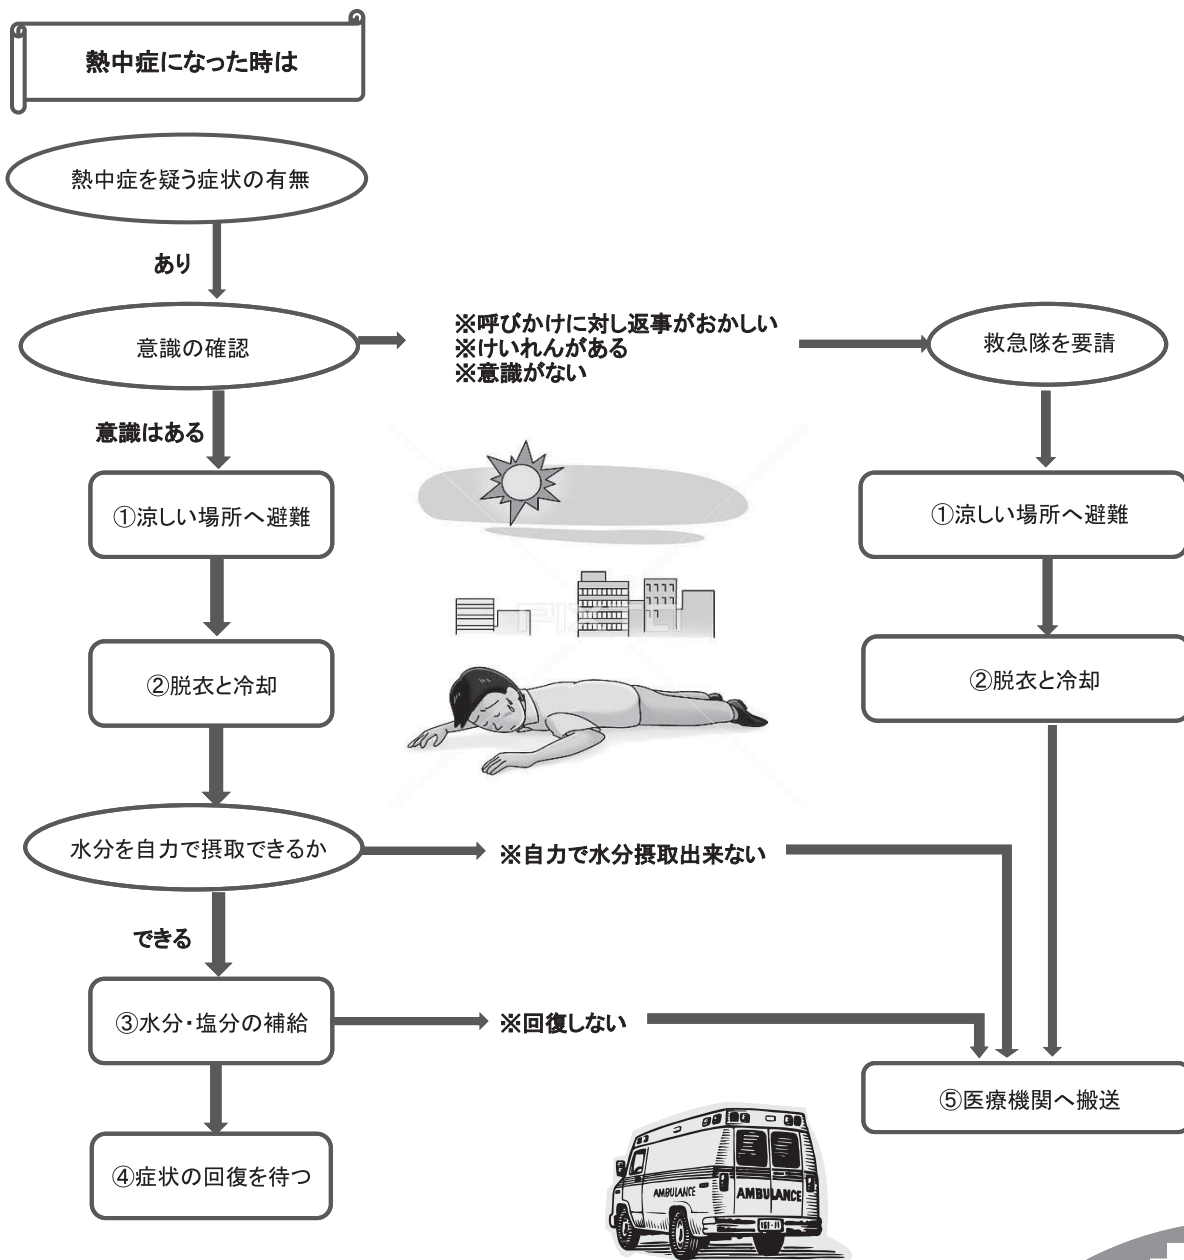 熱中症になった時は
熱中症を疑う症状の有無
あり
意識の確認
※呼びかけに対し返事がおかしい
※けいれんがある
※意識がない
救急隊を要請
意識はある
①涼しい場所へ避難
①涼しい場所へ避難
②脱衣と冷却
②脱衣と冷却
水分を自力で摂取できるか
※自力で水分摂取出来ない
できる
③水分・塩分の補給
※回復しない
⑤医療機関へ搬送
④症状の回復を待つ
AMBULANCE
AMBULANCE